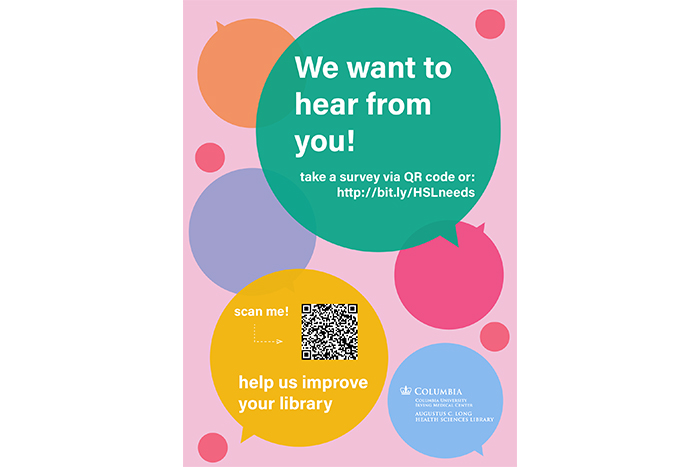 We want to
hear from
you!
take a survey via QR code or:
http://bit.ly/HSLneeds
scan me!
help us improve
your library
COLUMBIA
COLUMBIA UNIVERSITY
IRVING MEDICAL CENTER
AUGUSTUS C. LONG
HEALTH SCIENCES LIBRARY